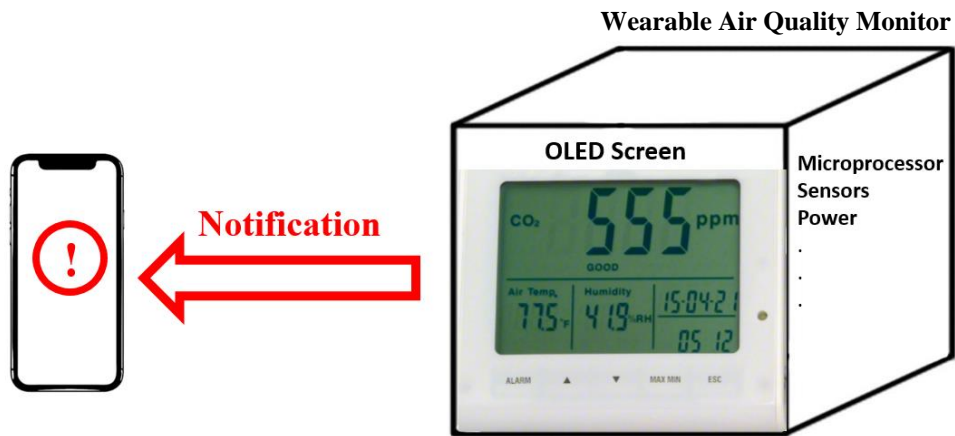 Wearable Air Quality Monitor
OLED Screen
Microprocessor
Sensors
Power
.
.
.
Notification
!
CO₂ 555 ppm
GOOD
Air Temp. Humidity
77.5 °F 41.9 %RH 15-04-21
05 12
ALARM ▲ ▼ MAX MIN ESC